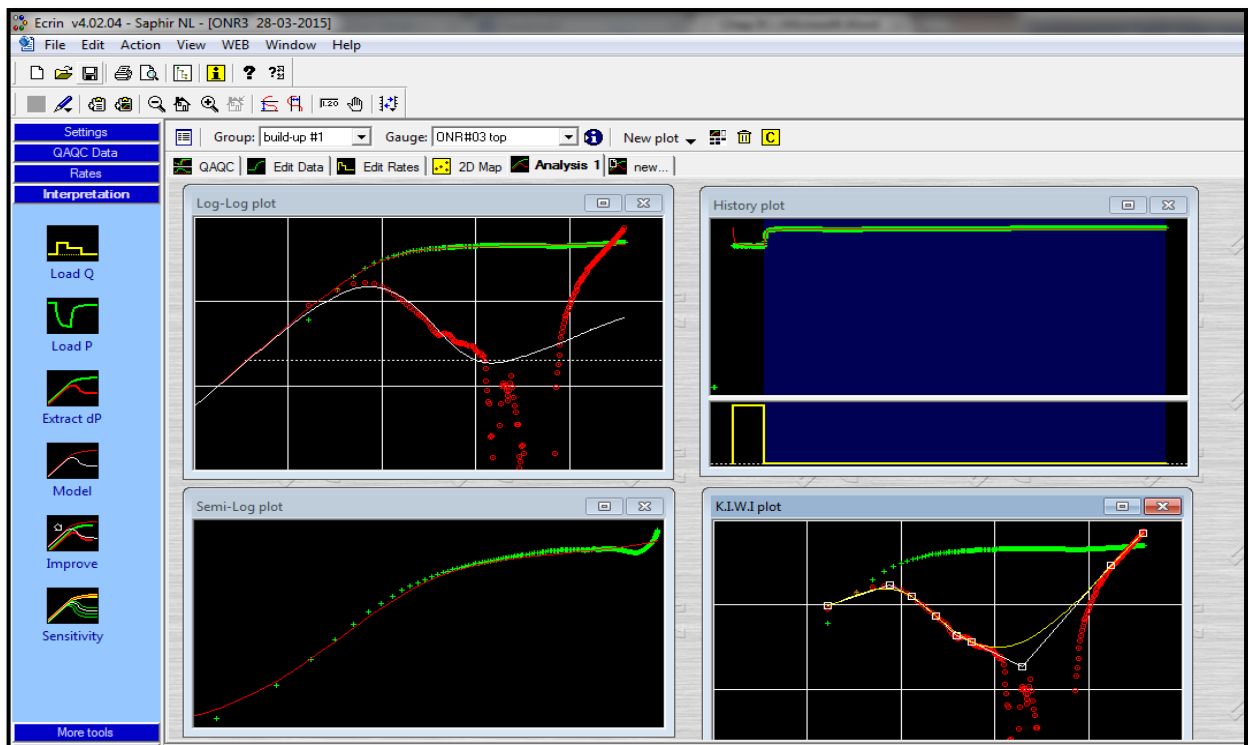 Ecrin v4.02.04 - Saphir NL - [ONR3 28-03-2015]
File Edit Action View WEB Window Help
Settings
QAQC Data
Rates
Interpretation
Load Q
Load P
Extract dP
Model
Improve
Sensitivity
More tools
Group: build-up #1 Gauge: ONR#03 top New plot
QAQC Edit Data Edit Rates 2D Map Analysis 1 new...
Log-Log plot
History plot
Semi-Log plot
K.I.W.I plot